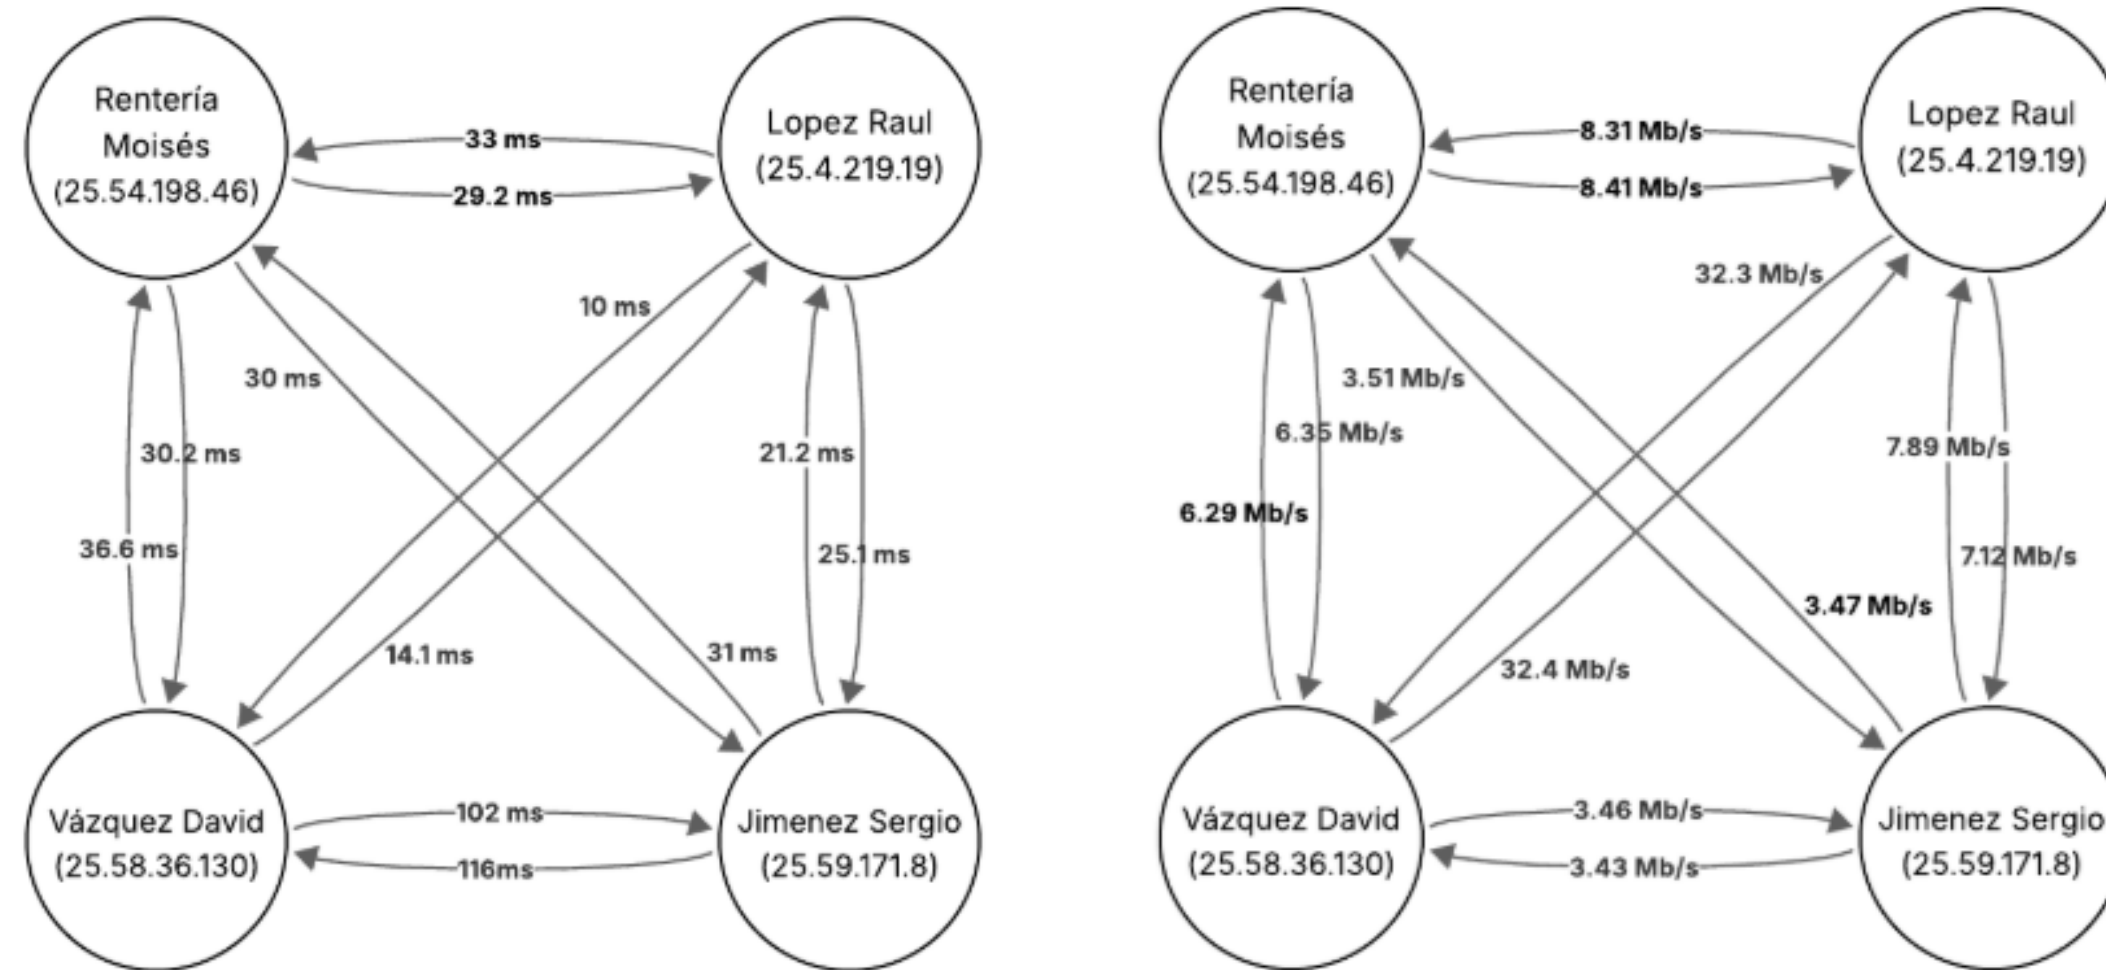 Rentería
Moisés
(25.54.198.46)
33 ms
29.2 ms
Lopez Raul
(25.4.219.19)
10 ms
30 ms
30.2 ms
21.2 ms
36.6 ms
25.1 ms
14.1 ms
31 ms
Vázquez David
(25.58.36.130)
102 ms
116ms
Jimenez Sergio
(25.59.171.8)
Rentería
Moisés
(25.54.198.46)
8.31 Mb/s
8.41 Mb/s
Lopez Raul
(25.4.219.19)
32.3 Mb/s
3.51 Mb/s
6.35 Mb/s
7.89 Mb/s
6.29 Mb/s
7.12 Mb/s
3.47 Mb/s
32.4 Mb/s
Vázquez David
(25.58.36.130)
3.46 Mb/s
3.43 Mb/s
Jimenez Sergio
(25.59.171.8)